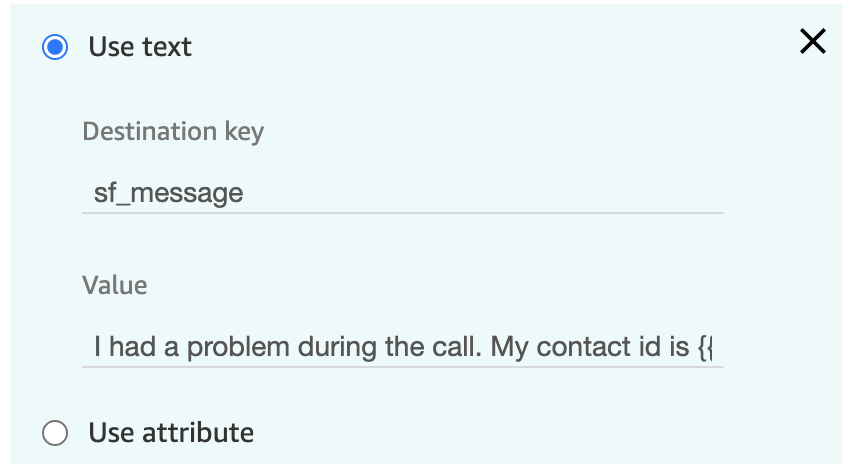 Use text
Destination key
sf_message
Value
I had a problem during the call. My contact id is {{
Use attribute